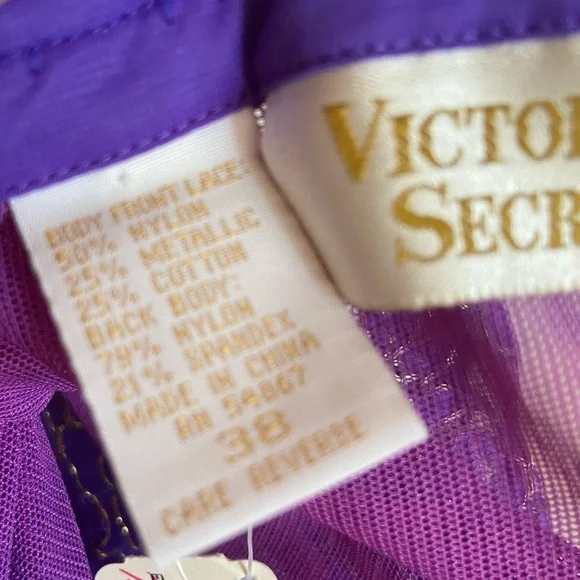 VICTOR
SECR
BODY FRONT LACE:
50% NYLON
25% METALLIC
25% COTTON
BACK BODY:
79% NYLON
21% SPANDEX
MADE IN CHINA
RN 54867
38
CARE REVERSE